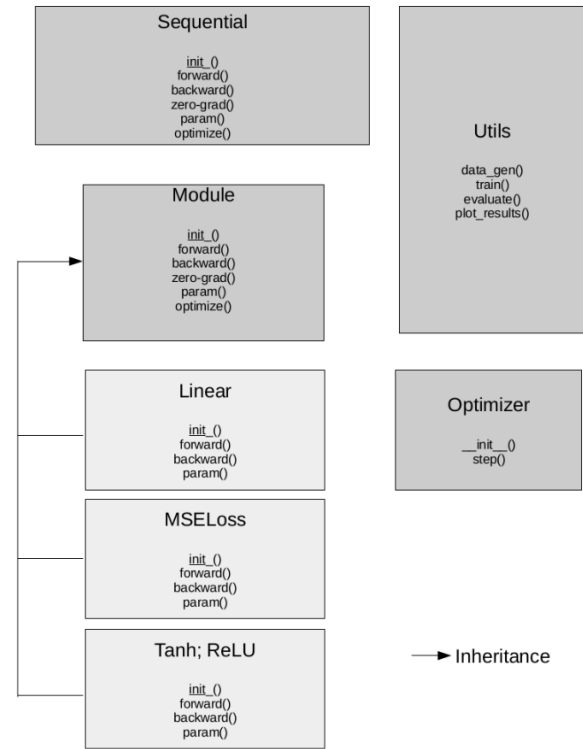 Sequential
init_()
forward()
backward()
zero-grad()
param()
optimize()
Utils
data_gen()
train()
evaluate()
plot_results()
Module
init_()
forward()
backward()
zero-grad()
param()
optimize()
Linear
init_()
forward()
backward()
param()
Optimizer
__init__()
step()
MSELoss
init_()
forward()
backward()
param()
Tanh; ReLU
init_()
forward()
backward()
param()
Inheritance